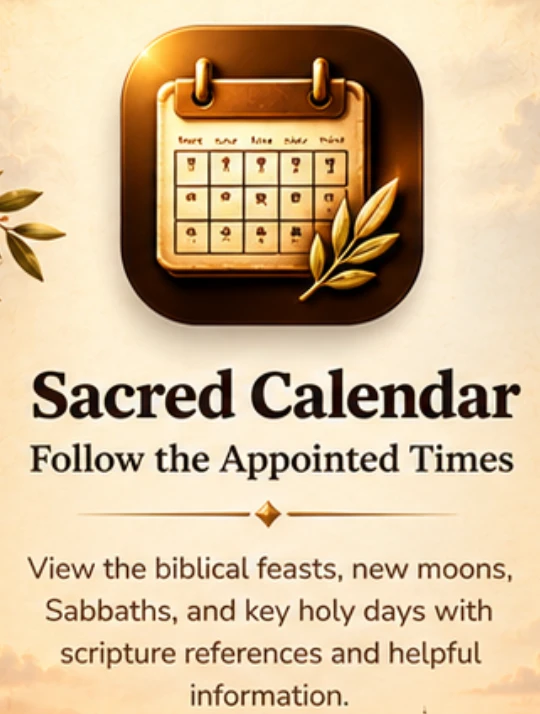 Sacred Calendar
Follow the Appointed Times
View the biblical feasts, new moons,
Sabbaths, and key holy days with
scripture references and helpful
information.